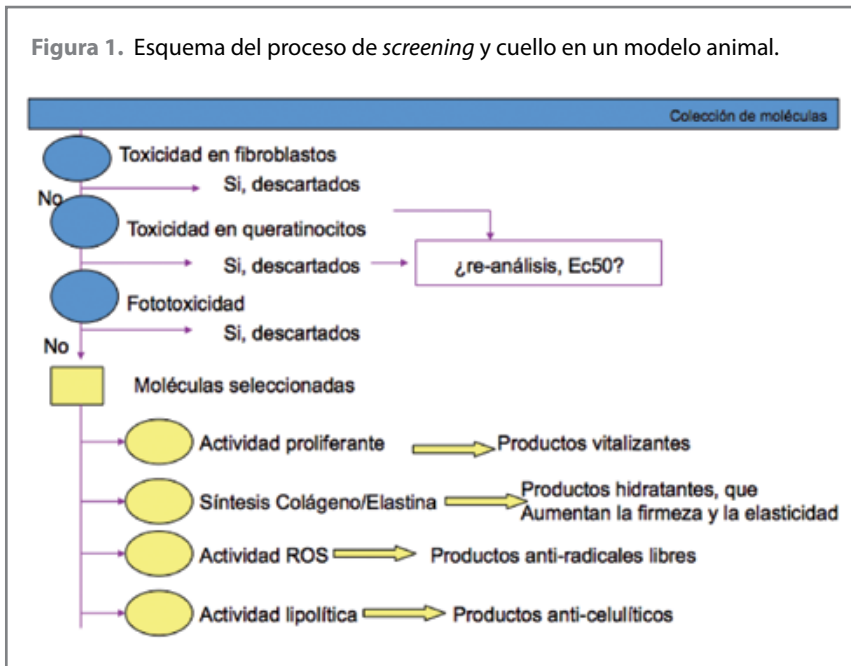 Figura 1. Esquema del proceso de screening y cuello en un modelo animal.
Colección de moléculas
Toxicidad en fibroblastos
Si, descartados
No
Toxicidad en queratinocitos
Si, descartados
¿re-análisis, Ec50?
Fototoxicidad
Si, descartados
No
Moléculas seleccionadas
Actividad proliferante
Productos vitalizantes
Síntesis Colágeno/Elastina
Productos hidratantes, que
Aumentan la firmeza y la elasticidad
Actividad ROS
Productos anti-radicales libres
Actividad lipolítica
Productos anti-celulíticos